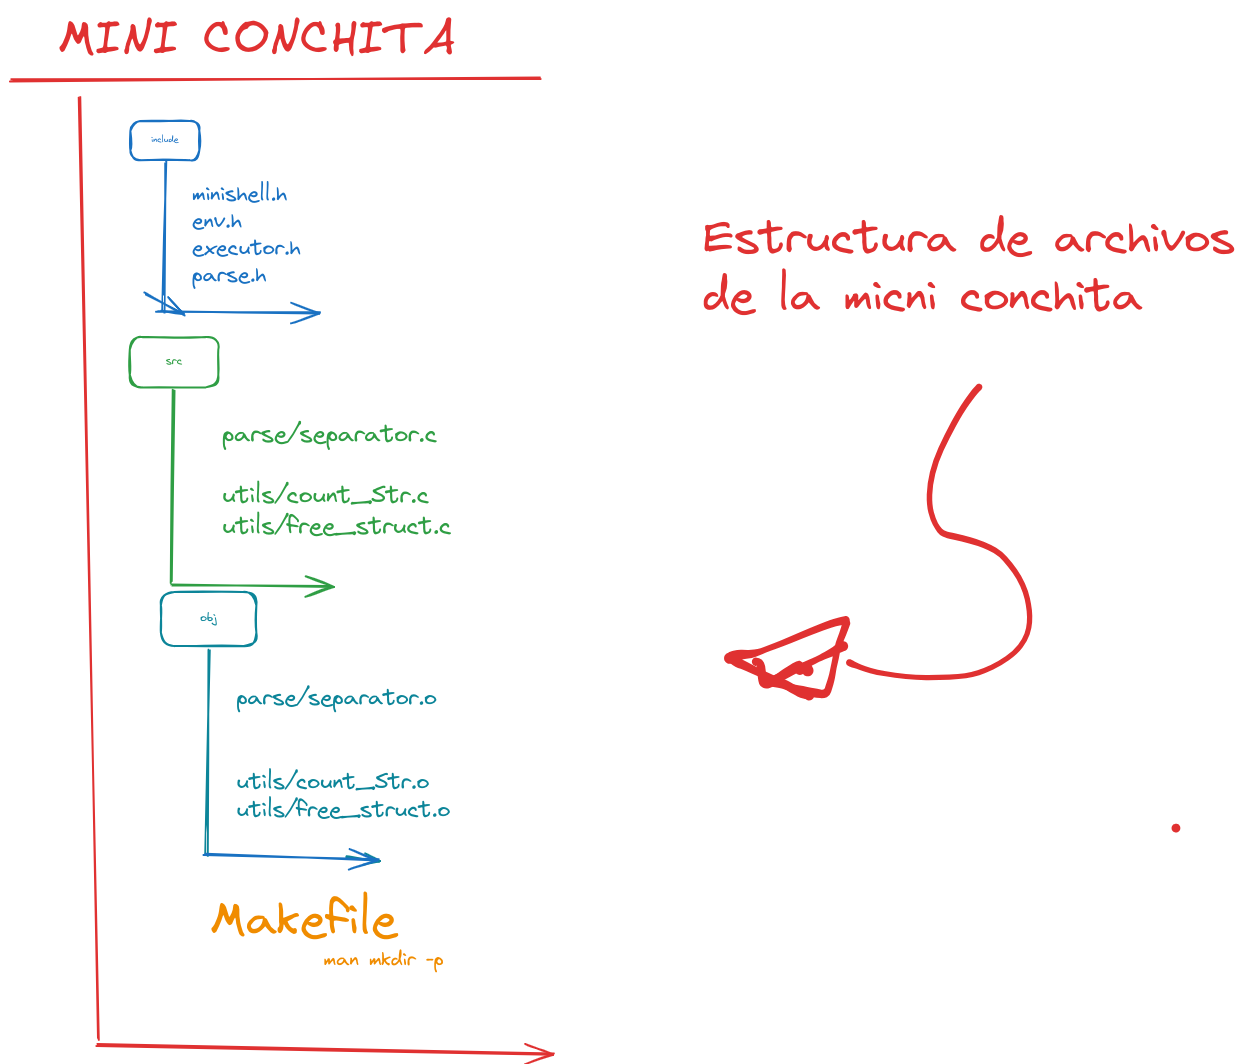 MINI CONCHITA
include
minishell.h
env.h
executor.h
parse.h
Estructura de archivos
de la micni conchita
src
parse/separator.c
utils/count_Str.c
utils/free_struct.c
obj
parse/separator.o
utils/count_Str.o
utils/free_struct.o
Makefile
man mkdir -p